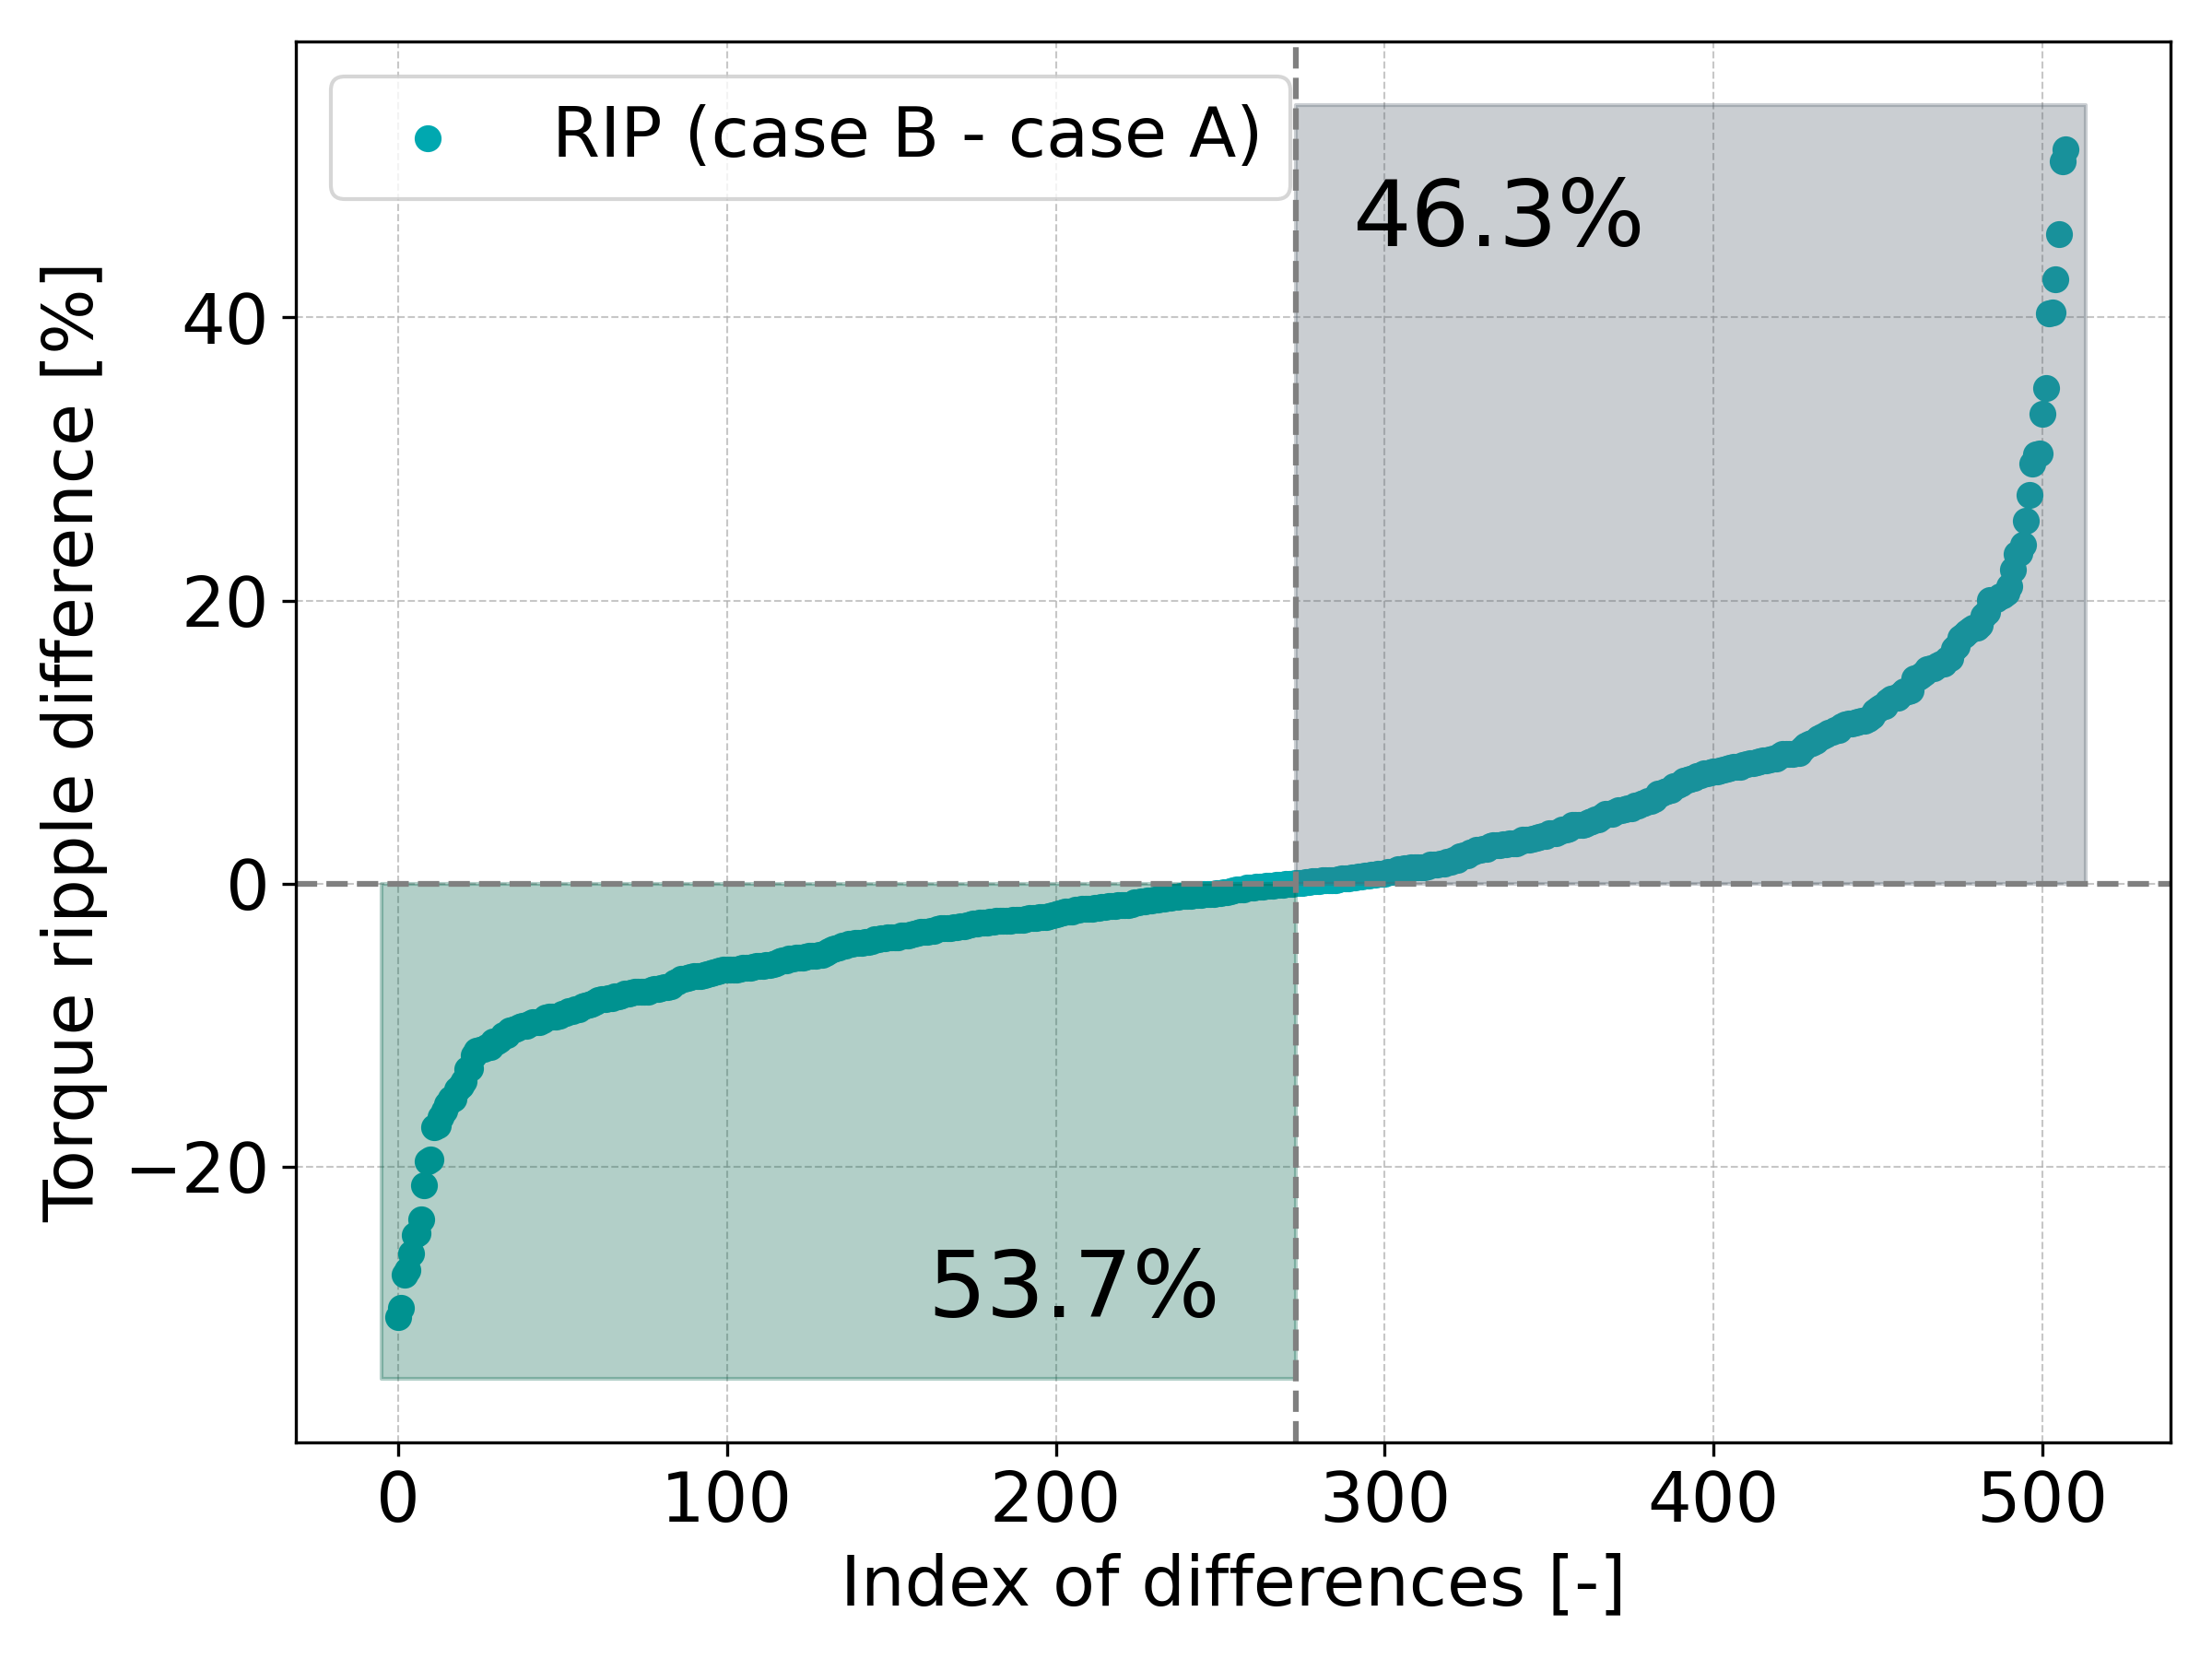 RIP (case B - case A)
46.3%
53.7%
Torque ripple difference [%]
40
20
0
−20
0 100 200 300 400 500
Index of differences [-]